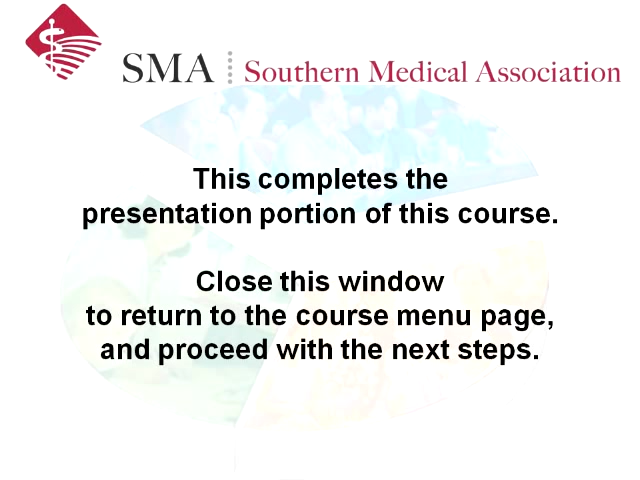 SMA Southern Medical Association
This completes the
presentation portion of this course.
Close this window
to return to the course menu page,
and proceed with the next steps.